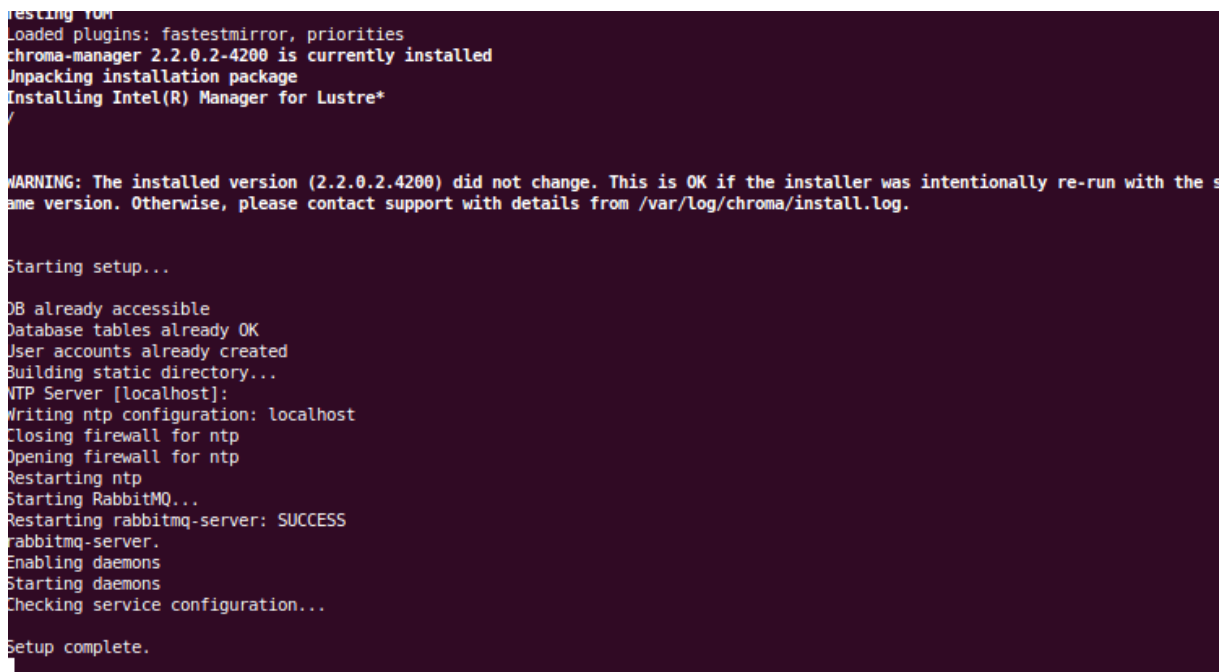 Testing YUM
Loaded plugins: fastestmirror, priorities
chroma-manager 2.2.0.2-4200 is currently installed
Unpacking installation package
Installing Intel(R) Manager for Lustre*
/
WARNING: The installed version (2.2.0.2.4200) did not change. This is OK if the installer was intentionally re-run with the s
ame version. Otherwise, please contact support with details from /var/log/chroma/install.log.
Starting setup...
DB already accessible
Database tables already OK
User accounts already created
Building static directory...
NTP Server [localhost]:
Writing ntp configuration: localhost
Closing firewall for ntp
Opening firewall for ntp
Restarting ntp
Starting RabbitMQ...
Restarting rabbitmq-server: SUCCESS
rabbitmq-server.
Enabling daemons
Starting daemons
Checking service configuration...
Setup complete.